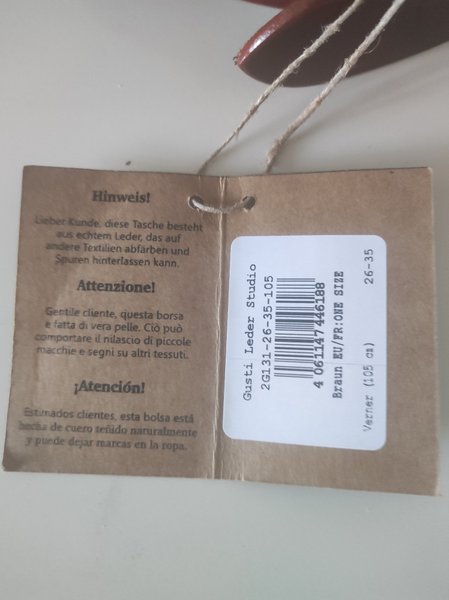 Hinweis!
Lieber Kunde, diese Tasche besteht
aus echtem Leder, das auf
andere Textilien abfärben und
Spuren hinterlassen kann.
Attenzione!
Gentile cliente, questa borsa
e fatta di vera pelle. Ciò può
comportare il nilascio di piccole
macchie e segni su altri tessuti.
¡Atención!
Estimados clientes, esta bolsa está
hecha de cuero teñido naturalmente
y puede dejar marcas en la ropa.
Gusti Leder Studio
2G131-26-35-105
4 061147 446188
Braun EU/FR:ONE SIZE
Verner (105 cm) 26-35